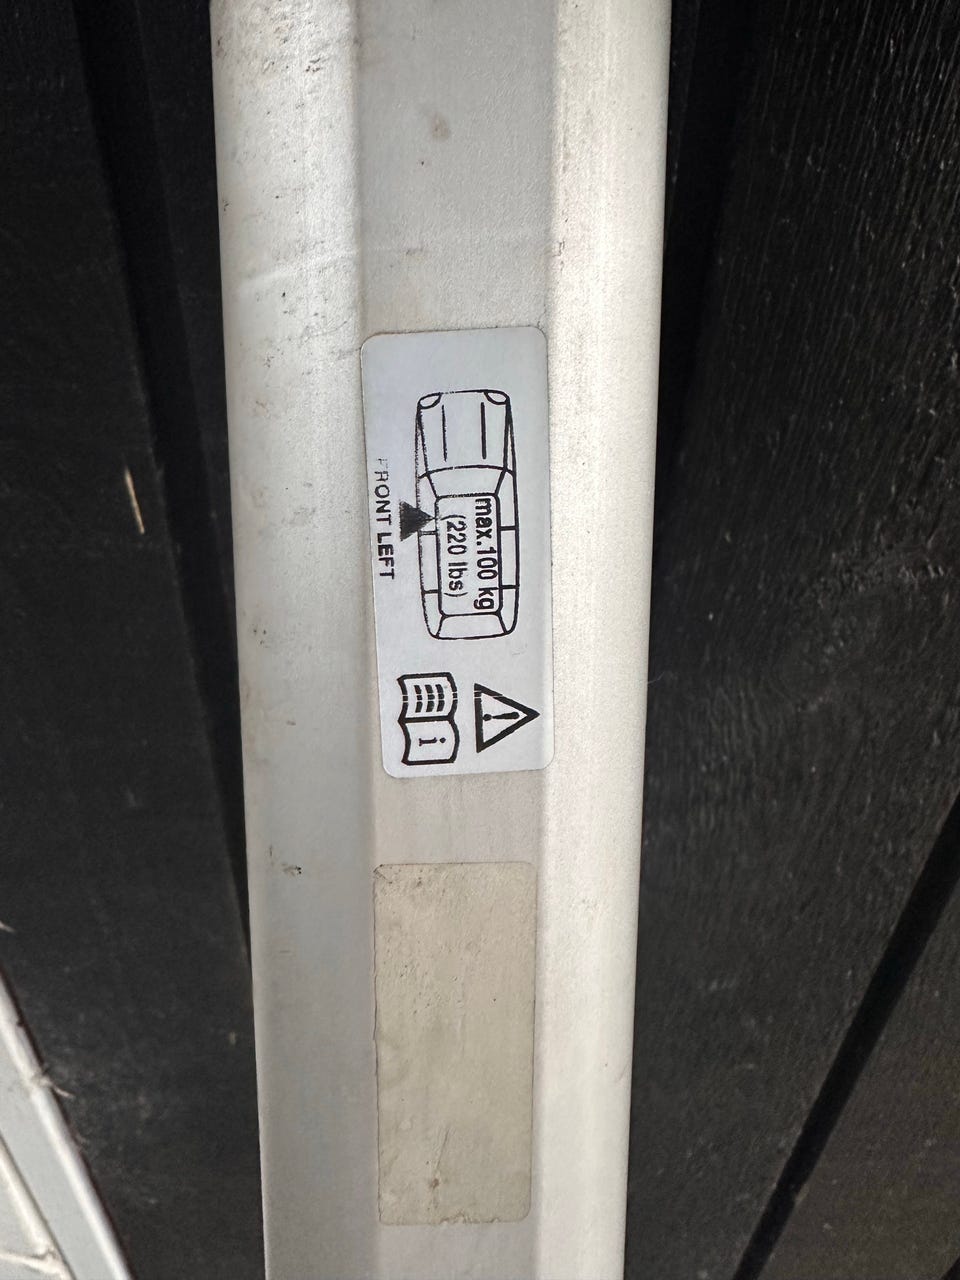 max.100 kg
(220 lbs)
FRONT LEFT
i